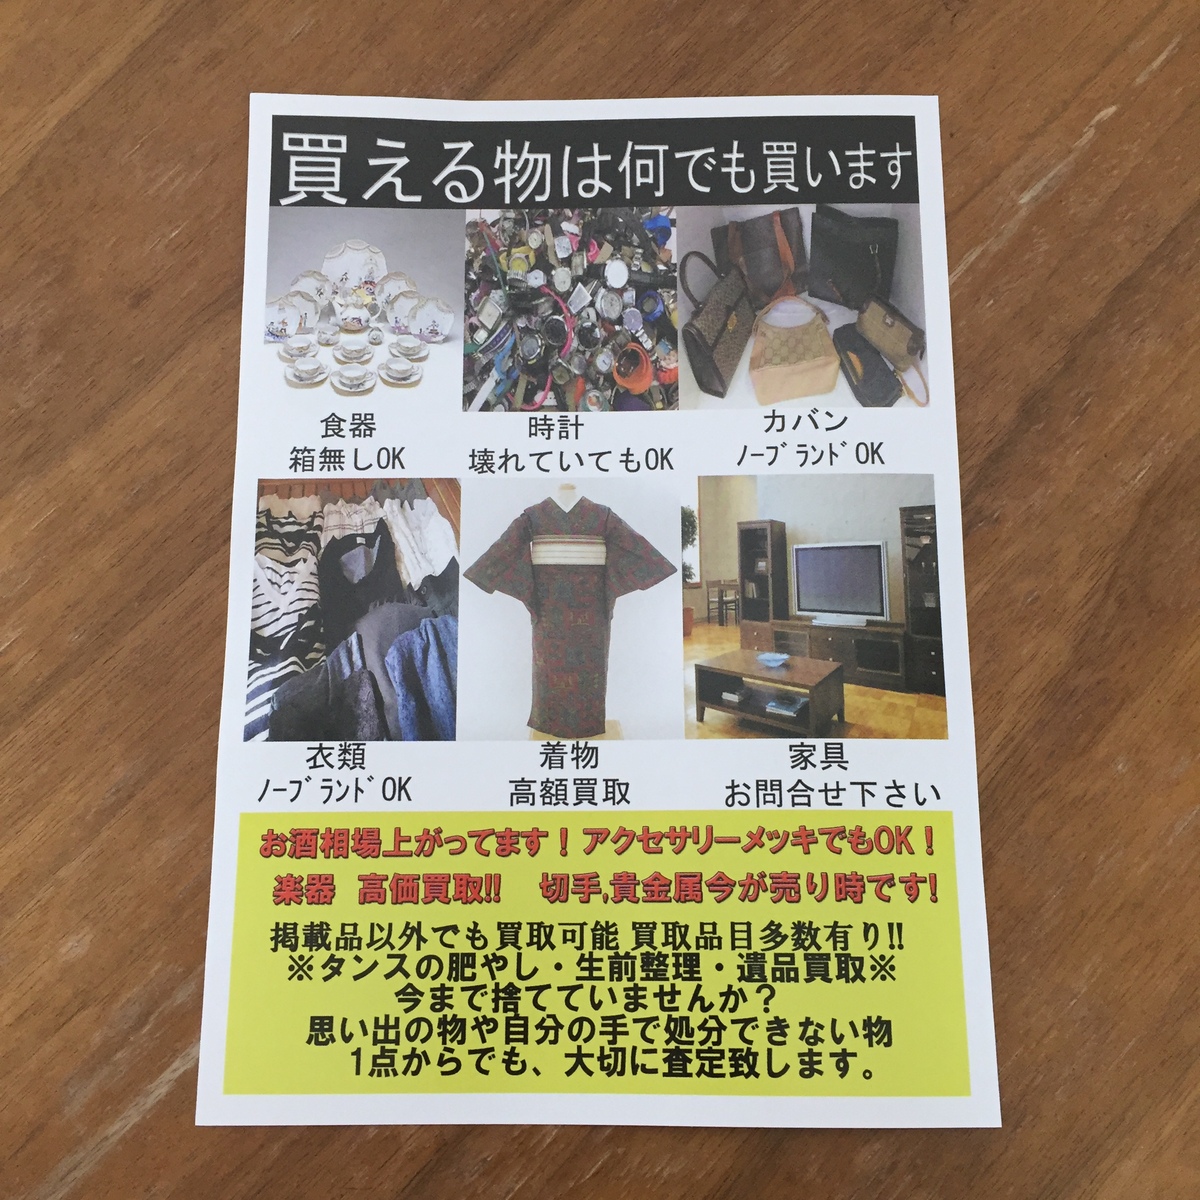 買える物は何でも買います
食器
箱無しOK
時計
壊れていてもOK
カバン
ﾉｰﾌﾞﾗﾝﾄﾞOK
衣類
ﾉｰﾌﾞﾗﾝﾄﾞOK
着物
高額買取
家具
お問合せ下さい
お酒相場上がってます！アクセサリーメッキでもOK！
楽器 高価買取!! 切手,貴金属今が売り時です!
掲載品以外でも買取可能 買取品目多数有り!!
※タンスの肥やし・生前整理・遺品買取※
今まで捨てていませんか？
思い出の物や自分の手で処分できない物
1点からでも、大切に査定致します。